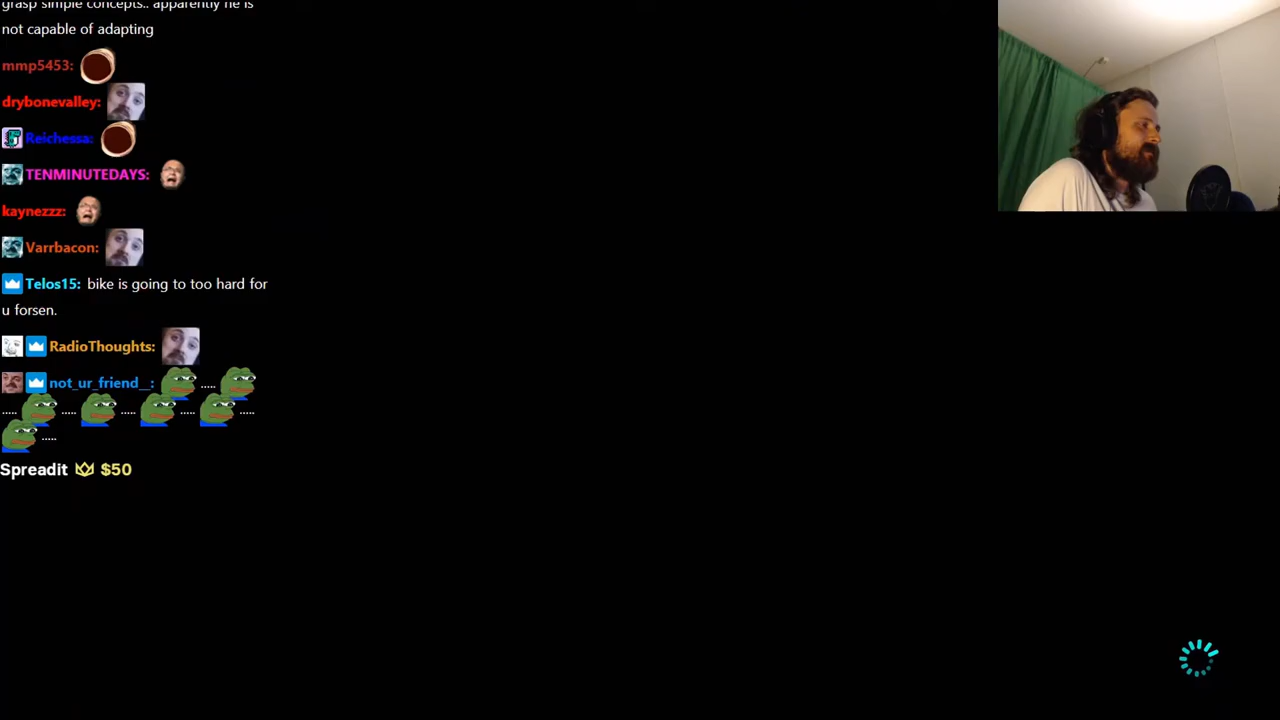 grasp simple concepts.. apparently he is
not capable of adapting
mmp5453:
drybonevalley:
Reichessa:
TENMINUTEDAYS:
kaynezzz:
Varrbacon:
Telos15: bike is going to too hard for
u forsen.
RadioThoughts:
not_ur_friend__: .....
..... ..... ..... ..... .....
.....
Spreadit $50